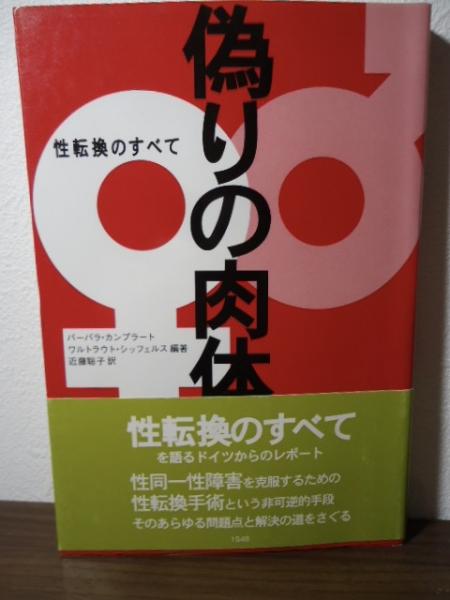 偽りの肉体
性転換のすべて
バーバラ・カンプラート
ワルトラウト・シッフェルス 編著
近藤聡子 訳
性転換のすべて
を語るドイツからのレポート
性同一性障害を克服するための
性転換手術という非可逆的手段
そのあらゆる問題点と解決の道をさぐる
1548